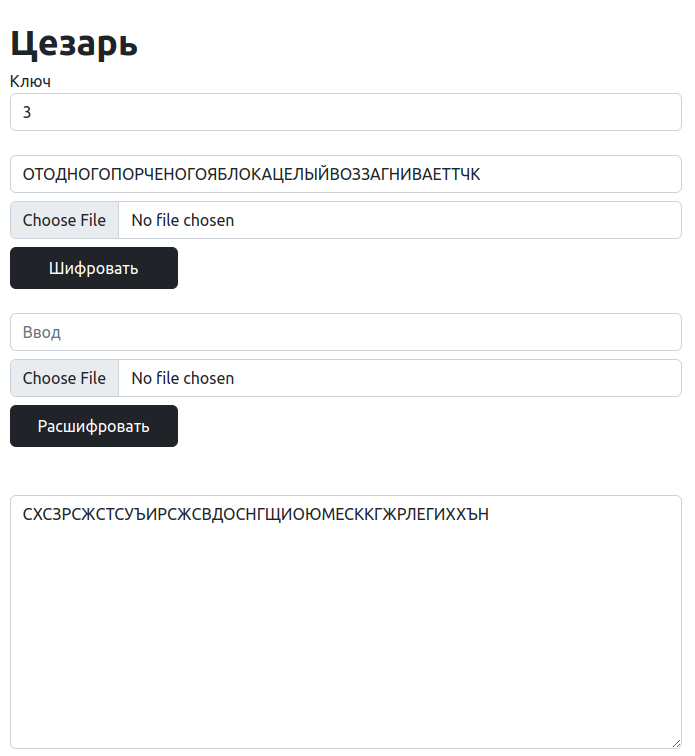 Цезарь
Ключ
3
ОТОДНОГОПОРЧЕНОГОЯБЛОКАЦЕЛЫЙВОЗЗАГНИВАЕТТЧК
Choose File No file chosen
Шифровать
Ввод
Choose File No file chosen
Расшифровать
СХСЗРСЖСТСУЪИРСЖСВДОСНГЩИОЮМЕСККГЖРЛЕГИХХЪН